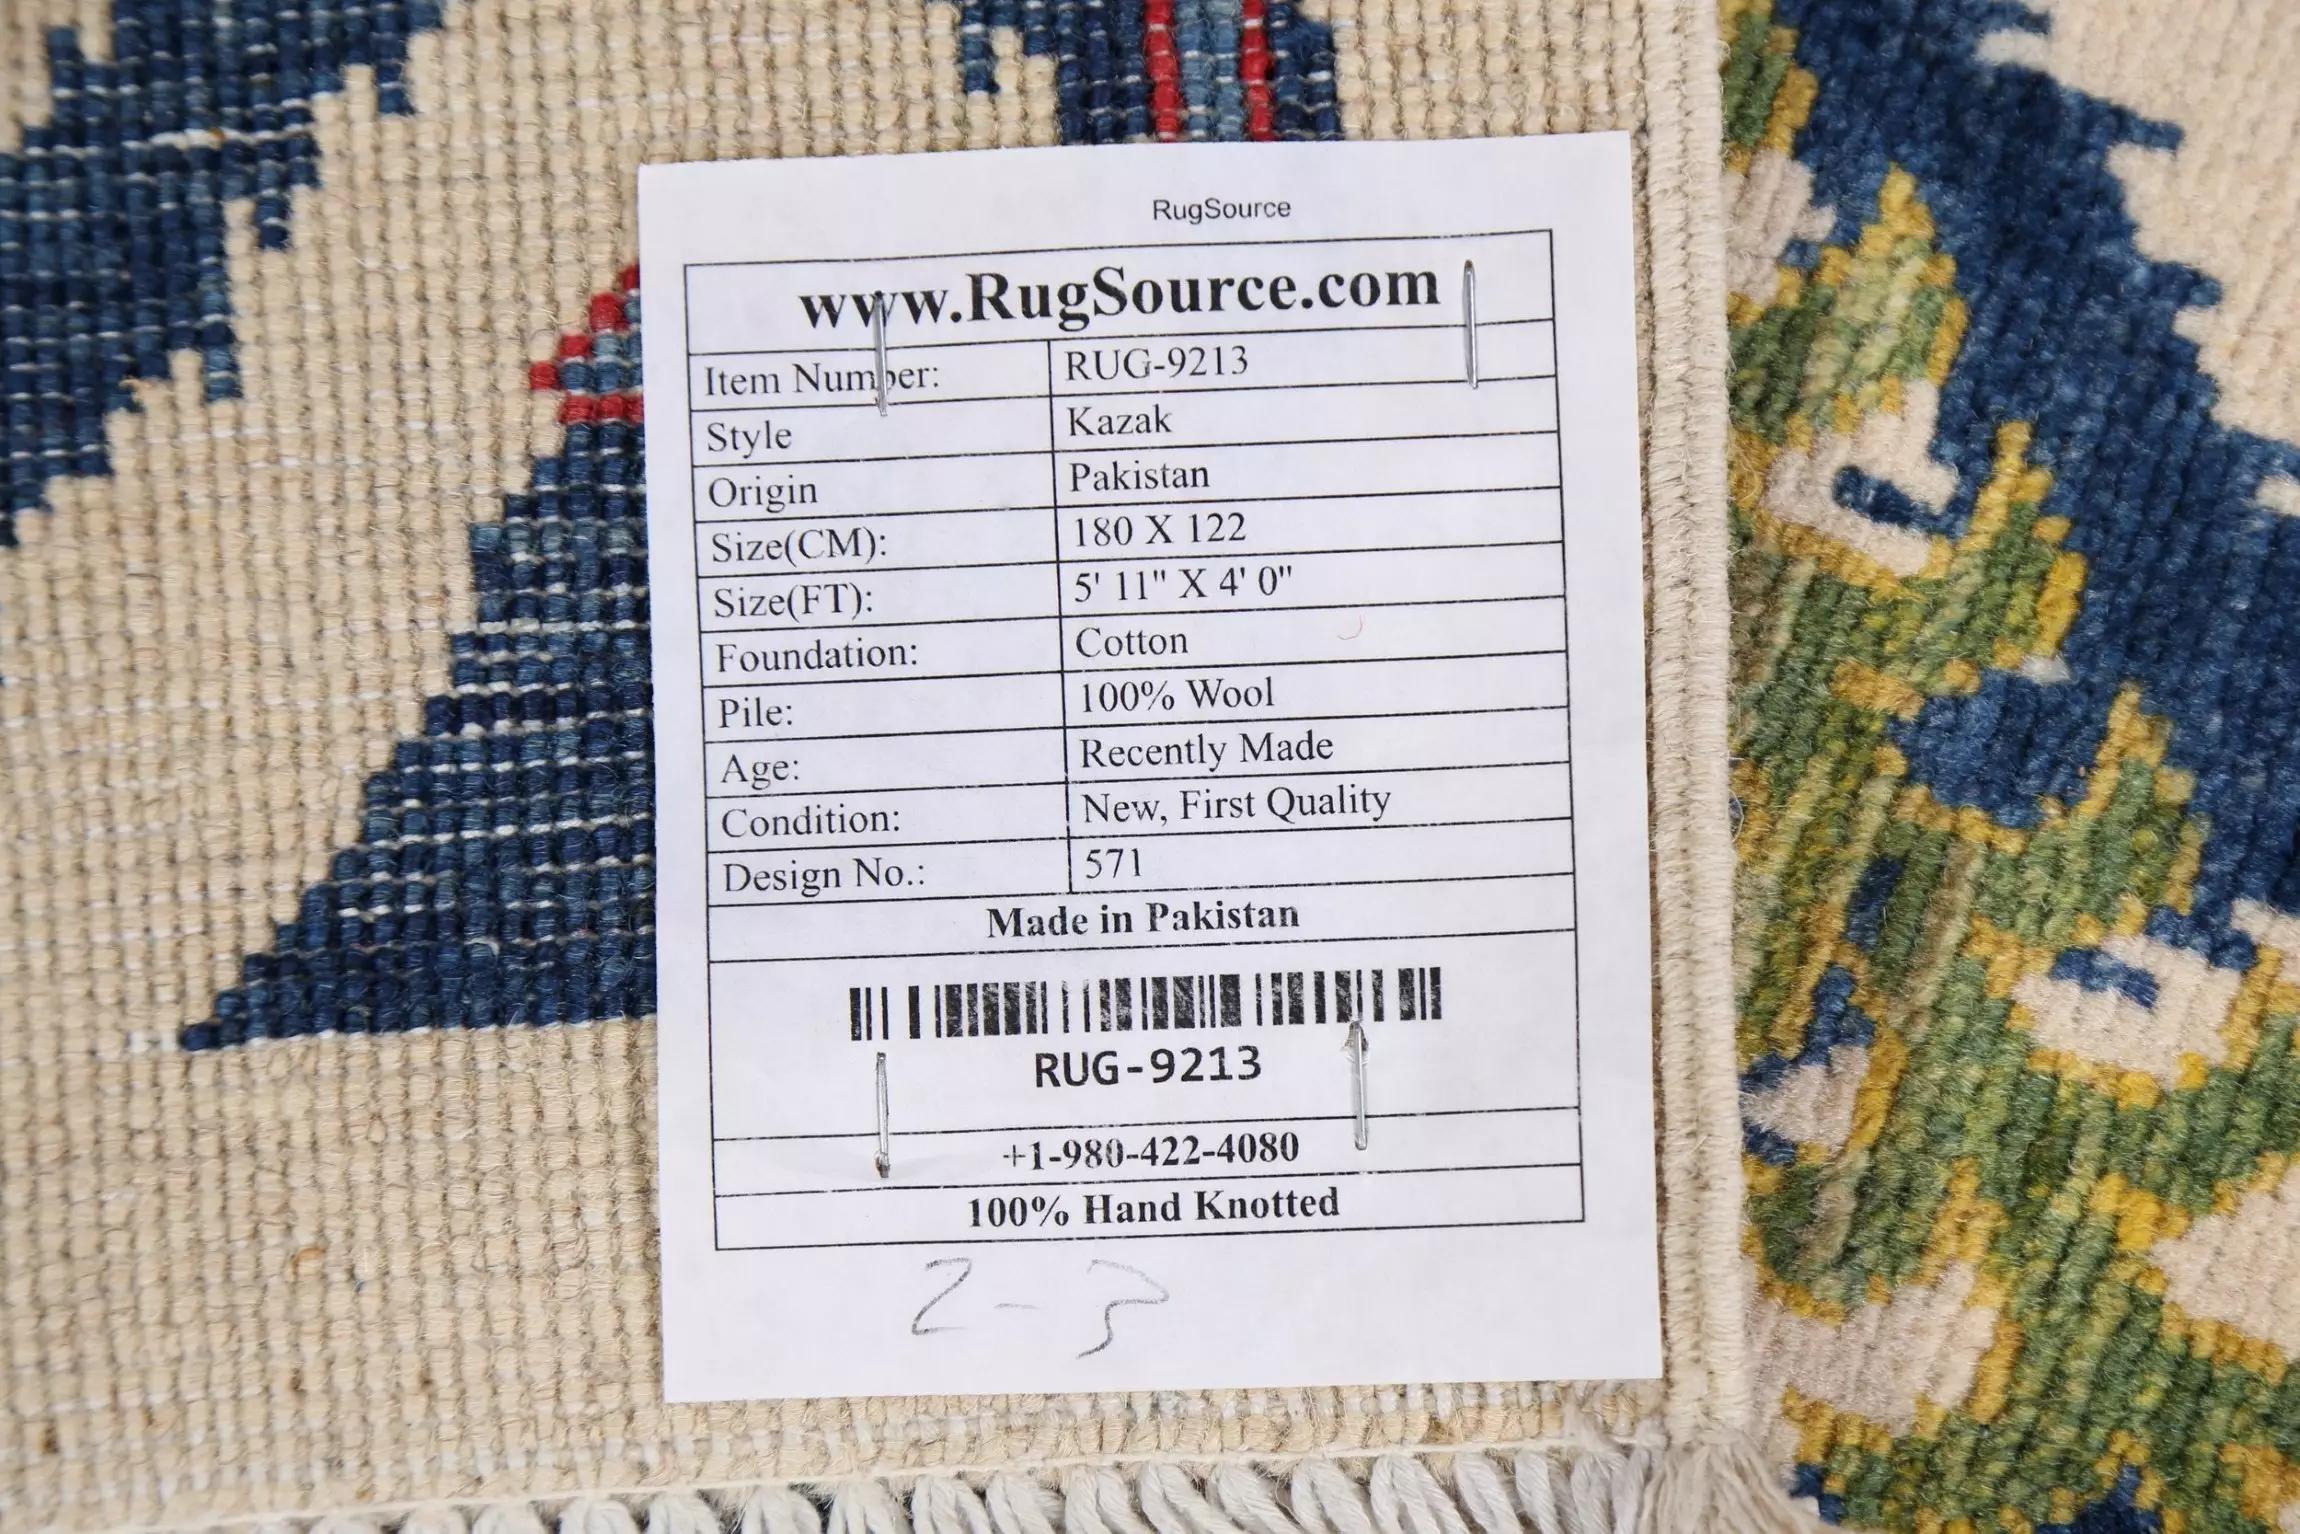 RugSource
www.RugSource.com
Item Number: RUG-9213
Style Kazak
Origin Pakistan
Size(CM): 180 X 122
Size(FT): 5' 11" X 4' 0"
Foundation: Cotton
Pile: 100% Wool
Age: Recently Made
Condition: New, First Quality
Design No.: 571
Made in Pakistan
RUG-9213
+1-980-422-4080
100% Hand Knotted
2-3